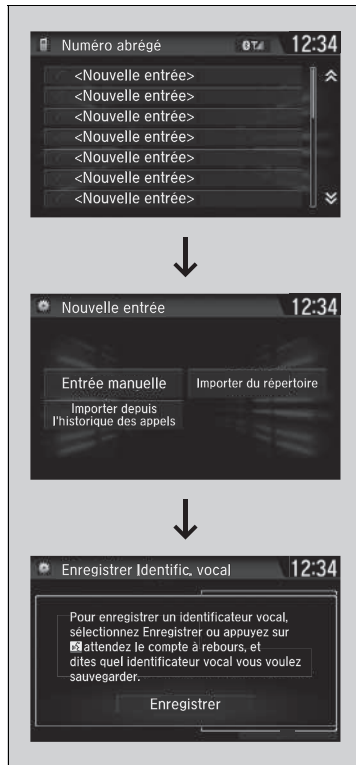 Numéro abrégé 12:34
<Nouvelle entrée>
<Nouvelle entrée>
<Nouvelle entrée>
<Nouvelle entrée>
<Nouvelle entrée>
<Nouvelle entrée>
<Nouvelle entrée>
Nouvelle entrée 12:34
Entrée manuelle Importer du répertoire
Importer depuis
l'historique des appels
Enregistrer Identific. vocal 12:34
Pour enregistrer un identificateur vocal,
sélectionnez Enregistrer ou appuyez sur
attendez le compte à rebours, et
dites quel identificateur vocal vous voulez
sauvegarder.
Enregistrer